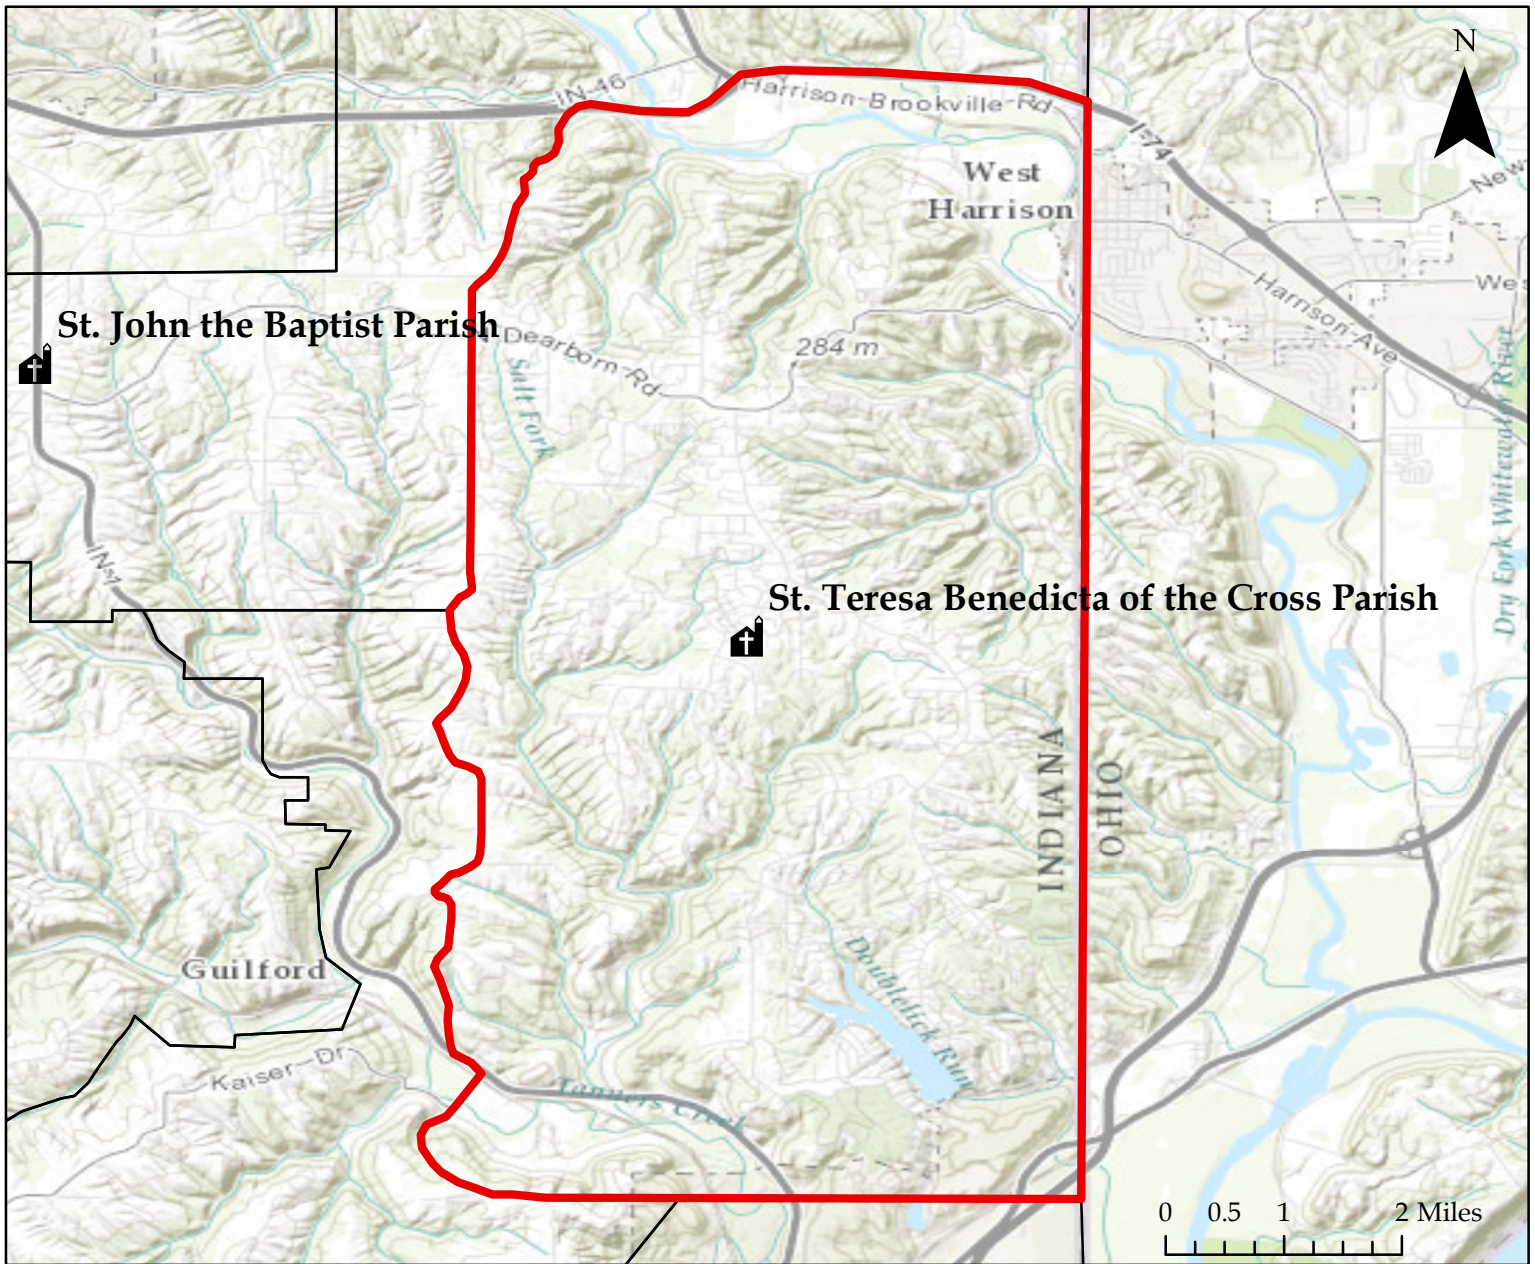 N
IN-46
Harrison-Brookville-Rd
I-74
West
Harrison
New
Wes
Harrison-Ave
St. John the Baptist Parish
Dearborn-Rd
284 m
Salt Fork
Dry Fork Whitewater River
IN-1
St. Teresa Benedicta of the Cross Parish
INDIANA
OHIO
Guilford
Doublelick Run
Kaiser-Dr
Tanners Creek
0 0.5 1 2 Miles